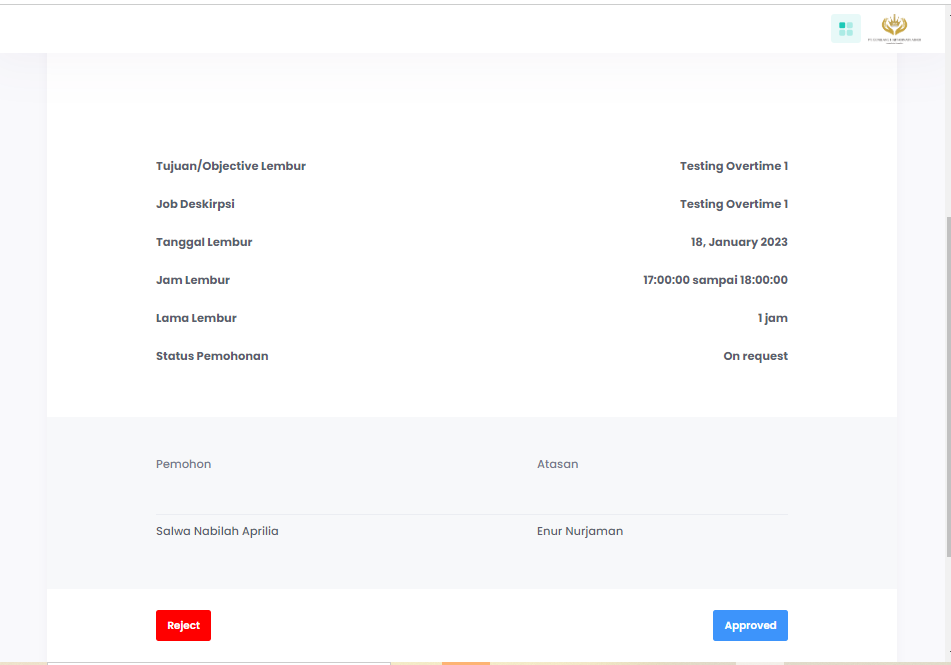 Tujuan/Objective Lembur Testing Overtime 1
Job Deskirpsi Testing Overtime 1
Tanggal Lembur 18, January 2023
Jam Lembur 17:00:00 sampai 18:00:00
Lama Lembur 1 jam
Status Pemohonan On request
Pemohon Atasan
Salwa Nabilah Aprilia Enur Nurjaman
Reject Approved